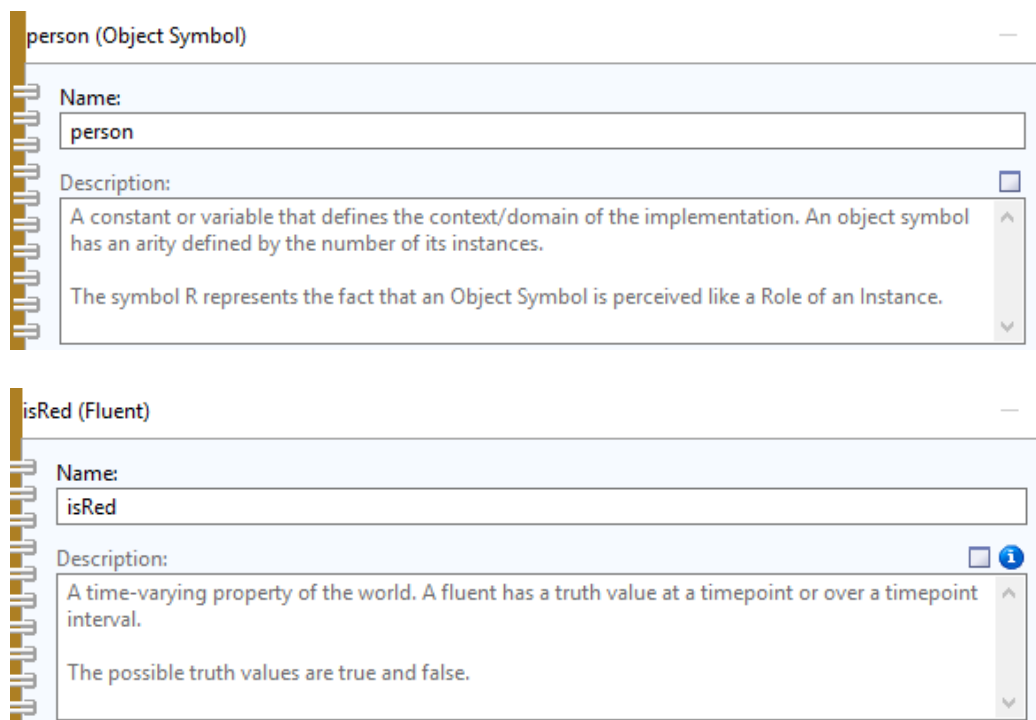 person (Object Symbol)
Name:
person
Description:
A constant or variable that defines the context/domain of the implementation. An object symbol
has an arity defined by the number of its instances.
The symbol R represents the fact that an Object Symbol is perceived like a Role of an Instance.
isRed (Fluent)
Name:
isRed
Description:
A time-varying property of the world. A fluent has a truth value at a timepoint or over a timepoint
interval.
The possible truth values are true and false.